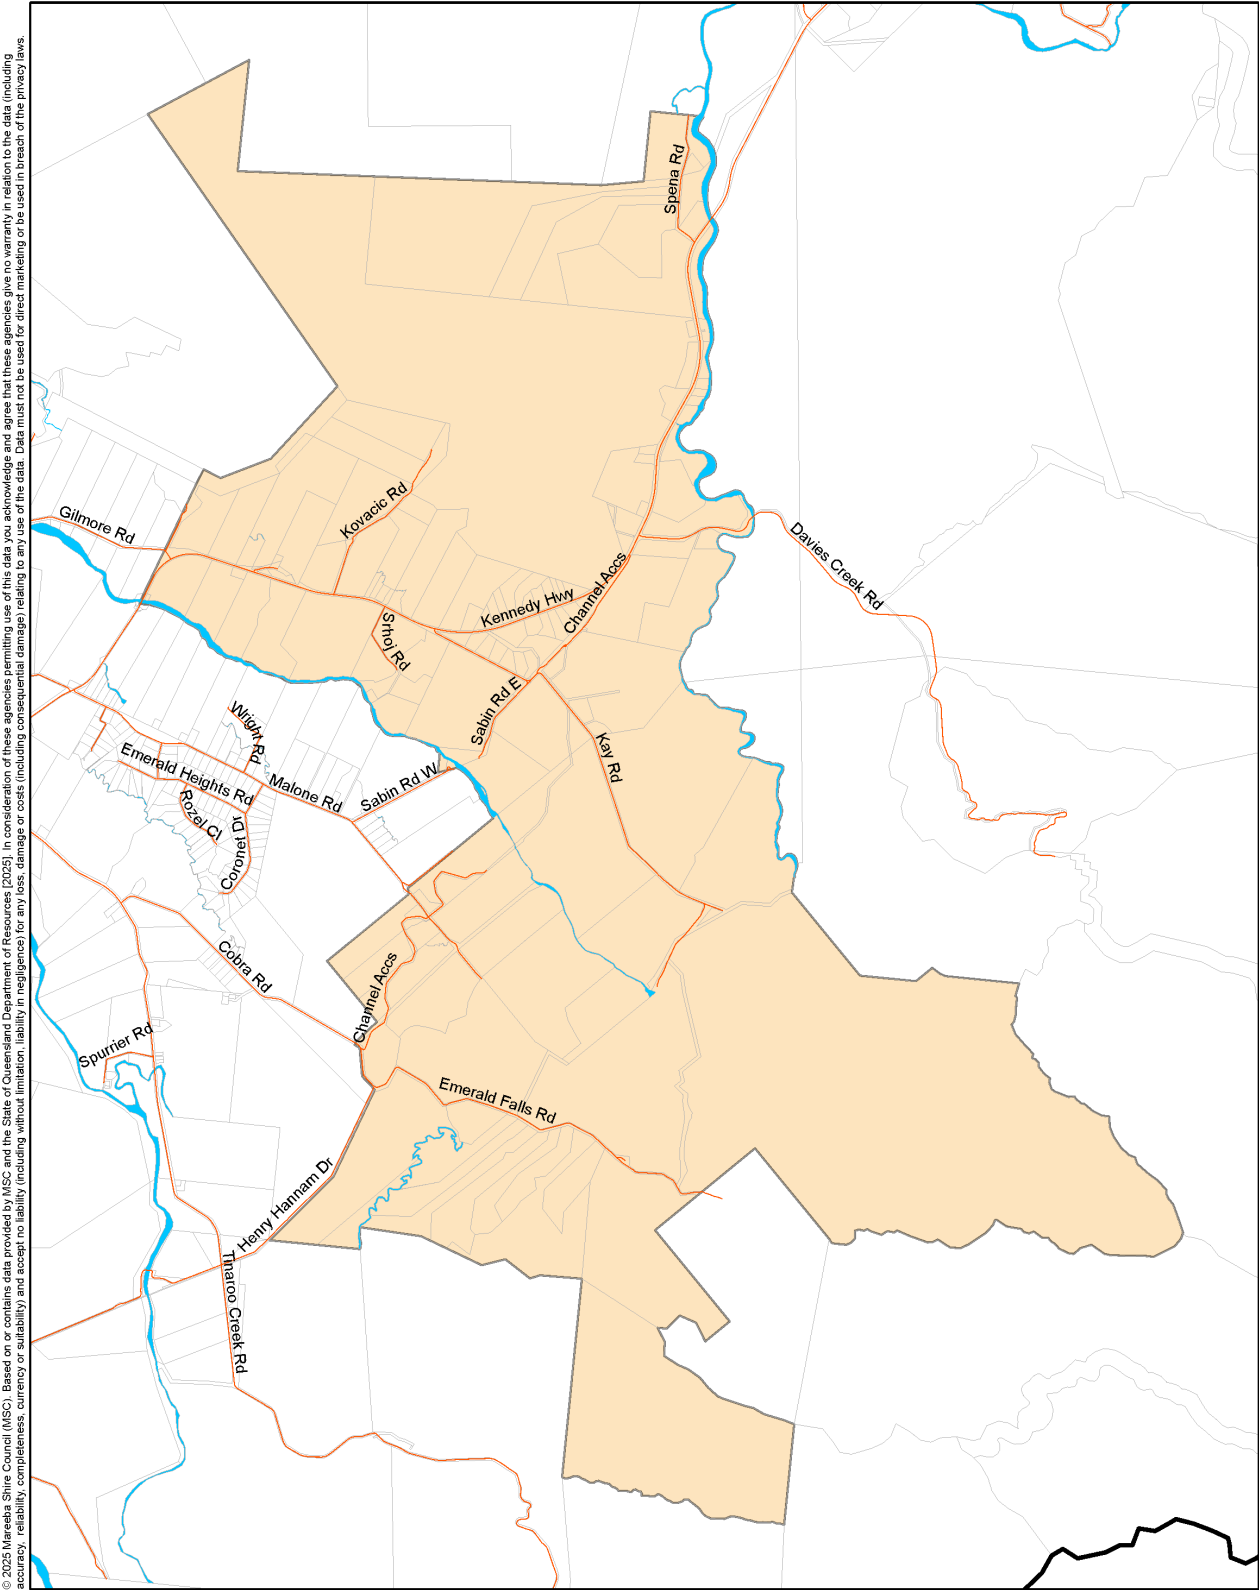 © 2025 Mareeba Shire Council (MSC). Based on or contains data provided by MSC and the State of Queensland Department of Resources [2025]. In consideration of these agencies permitting use of this data you acknowledge and agree that these agencies give no warranty in relation to the data (including
accuracy, reliability, completeness, currency or suitability) and accept no liability (including without limitation, liability in negligence) for any loss, damage or costs (including consequential damage) relating to any use of the data. Data must not be used for direct marketing or be used in breach of the privacy laws.
Spena Rd
Kovacic Rd
Gilmore Rd
Davies Creek Rd
Channel Accs
Kennedy Hwy
Srhoj Rd
Sabin Rd E
Wright Rd
Kay Rd
Emerald Heights Rd
Malone Rd
Sabin Rd W
Rozel Cl
Coronet Dr
Cobra Rd
Channel Accs
Spurrier Rd
Emerald Falls Rd
Henry Hannam Dr
Tinaroo Creek Rd